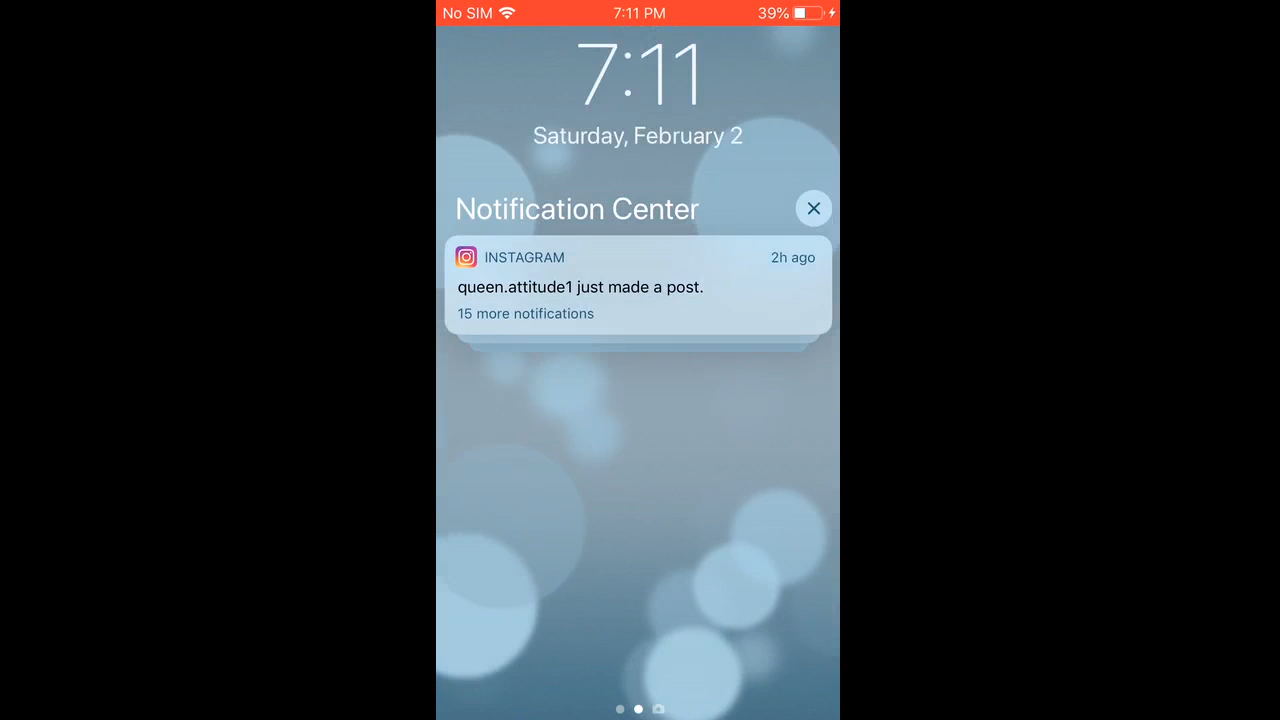 No SIM 7:11 PM 39%
7:11
Saturday, February 2
Notification Center
INSTAGRAM 2h ago
queen.attitude1 just made a post.
15 more notifications